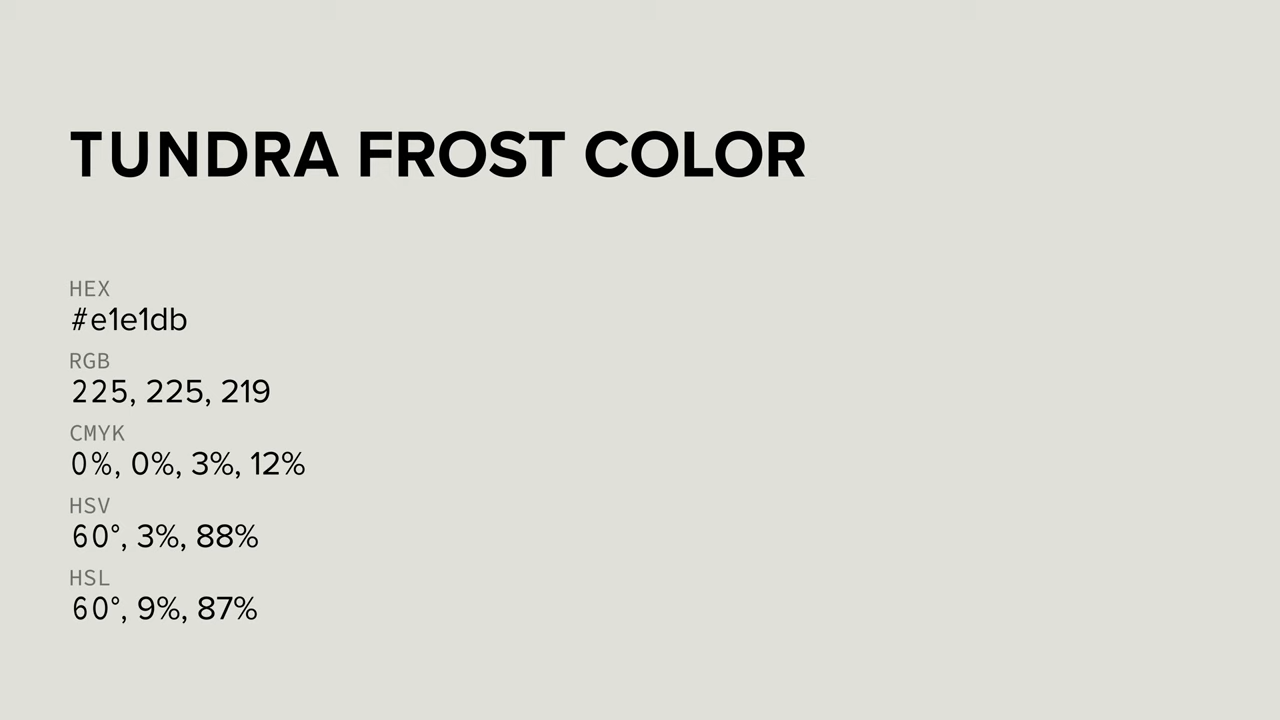 TUNDRA FROST COLOR
HEX
#e1e1db
RGB
225, 225, 219
CMYK
0%, 0%, 3%, 12%
HSV
60°, 3%, 88%
HSL
60°, 9%, 87%